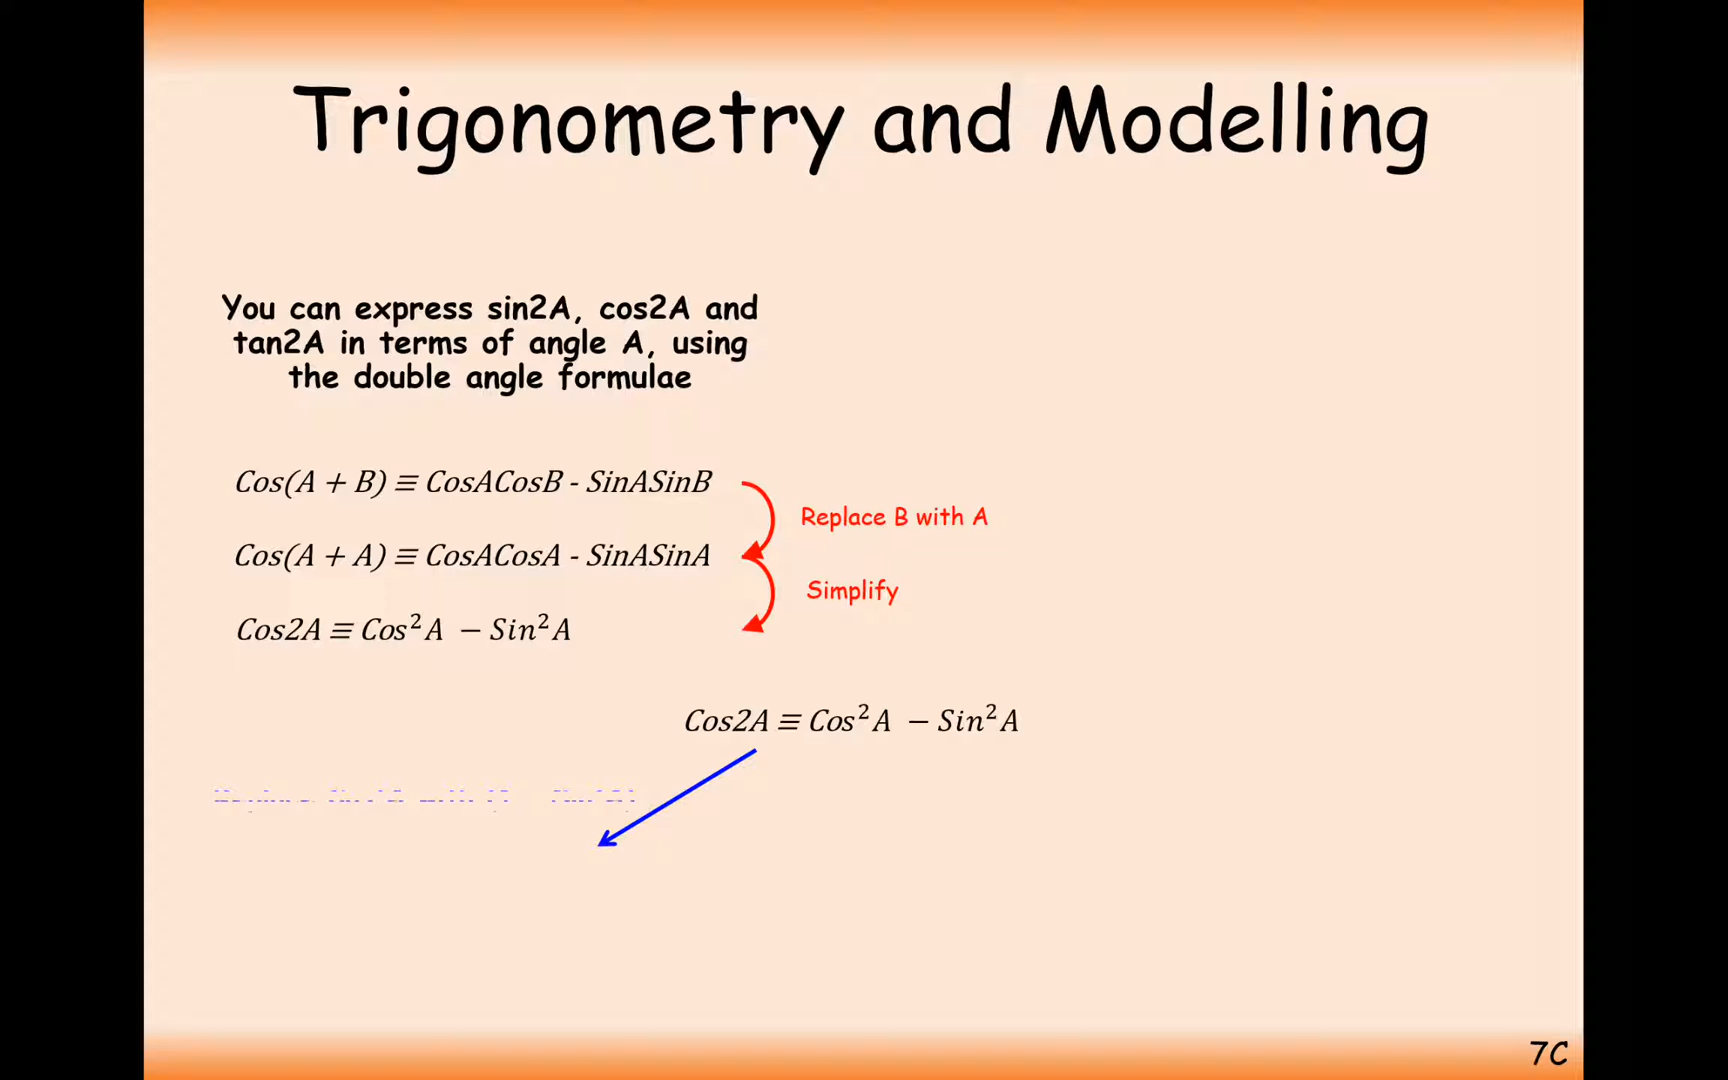 Trigonometry and Modelling
You can express sin2A, cos2A and
tan2A in terms of angle A, using
the double angle formulae
Cos(A + B) ≡ CosACosB - SinASinB
Replace B with A
Cos(A + A) ≡ CosACosA - SinASinA
Simplify
Cos2A ≡ Cos²A − Sin²A
Cos2A ≡ Cos²A − Sin²A
7C